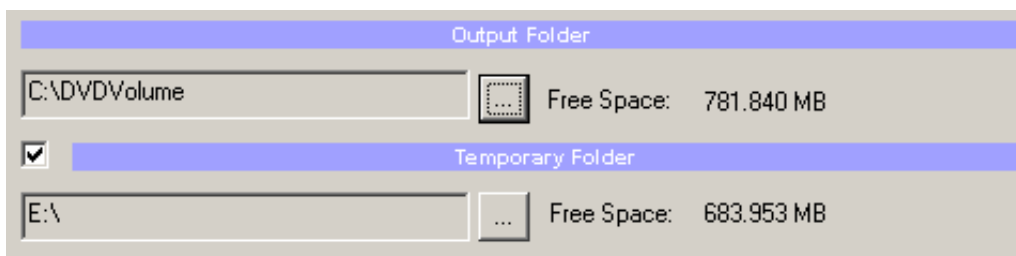 Output Folder
C:\DVDVolume ... Free Space: 781.840 MB
Temporary Folder
E:\ ... Free Space: 683.953 MB